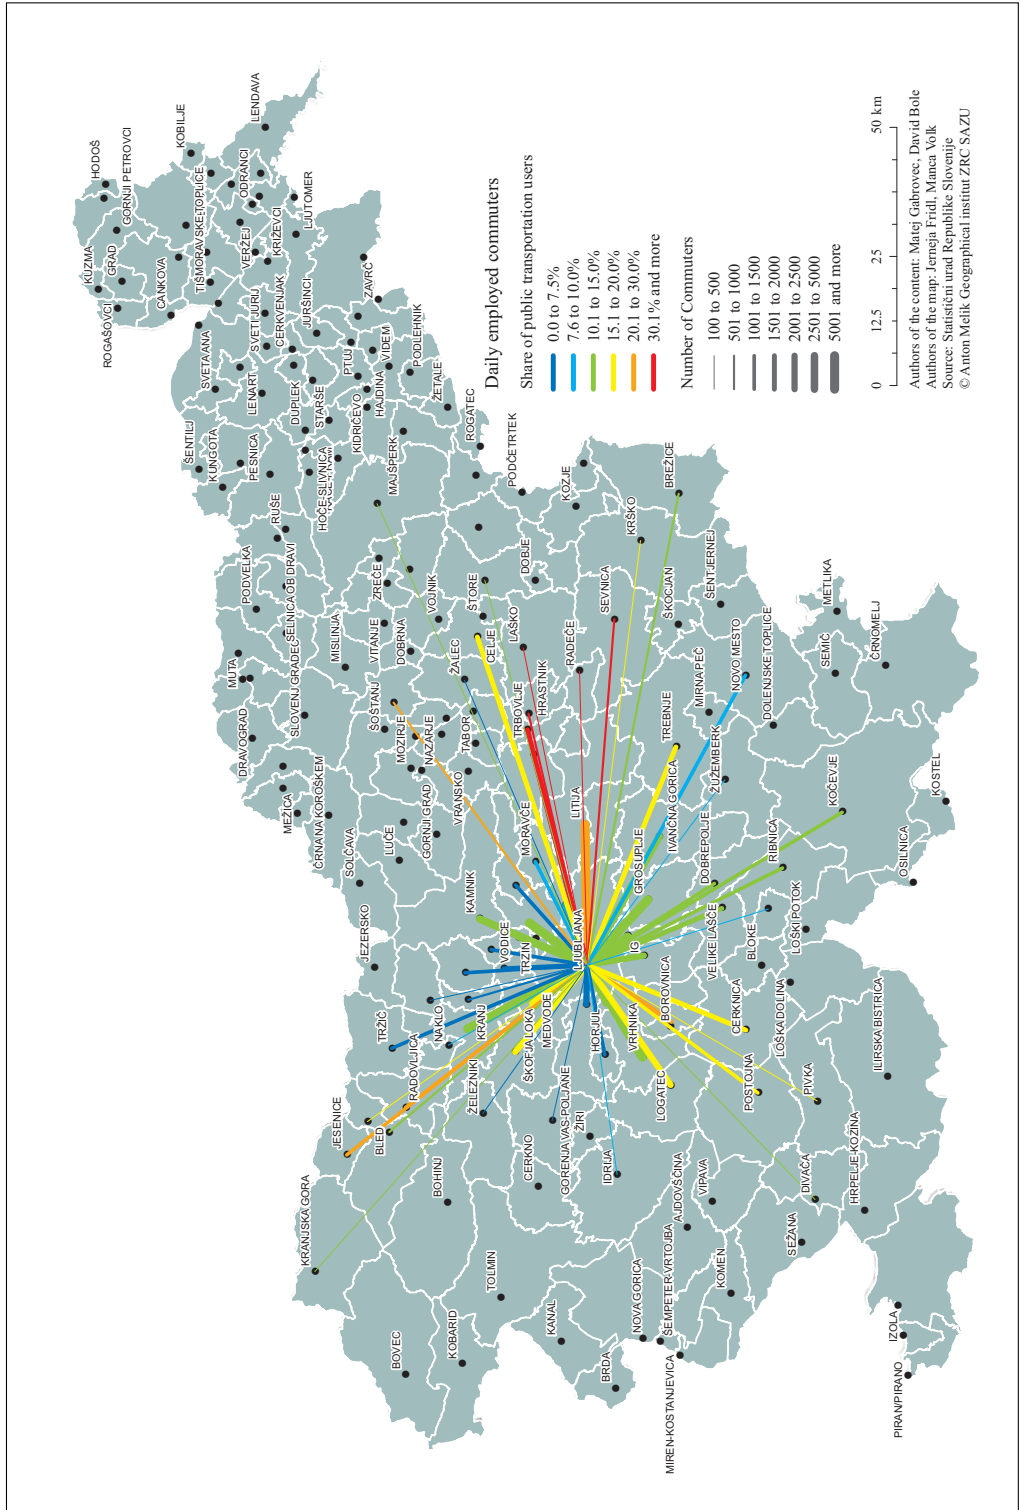 HODOŠ
GORNJI PETROVCI
KUZMA
GRAD
ROGAŠOVCI
CANKOVA
KOBILJE
LENDAVA
ODRANCI
VERŽEJ
KRIŽEVCI
LJUTOMER
SVETA ANA
SVETI JURIJ
CERKVENJAK
JURŠINCI
ZAVRČ
LENART
DUPLEK
STARŠE
PTUJ
VIDEM
PODLEHNIK
HAJDINA
KIDRIČEVO
ŽETALE
MAJŠPERK
ROGATEC
ŠENTILJ
KUNGOTA
PESNICA
RUŠE
HOČE-SLIVNICA
PODČETRTEK
KOZJE
BREŽICE
KRŠKO
PODVELKA
SELNICA OB DRAVI
ZREČE
VOJNIK
DOBJE
ŠTORE
ŠENTJERNEJ
ŠKOCJAN
SEVNICA
METLIKA
MUTA
SLOVENJ GRADEC
MISLINJA
VITANJE
DOBRNA
ŽALEC
CELJE
LAŠKO
RADEČE
DRAVOGRAD
ŠOŠTANJ
MOZIRJE
NAZARJE
TABOR
TRBOVLJE
HRASTNIK
TREBNJE
MIRNA PEČ
NOVO MESTO
DOLENJSKE TOPLICE
SEMIČ
ČRNOMELJ
MEŽICA
ČRNA NA KOROŠKEM
SOLČAVA
LUČE
GORNJI GRAD
VRANSKO
MORAVČE
LITIJA
IVANČNA GORICA
ŽUŽEMBERK
KOČEVJE
KOSTEL
JEZERSKO
KAMNIK
VODICE
TRZIN
LJUBLJANA
GROSUPLJE
DOBREPOLJE
RIBNICA
OSILNICA
IG
VELIKE LAŠČE
BLOKE
LOŠKI POTOK
TRŽIČ
NAKLO
KRANJ
ŠKOFJA LOKA
MEDVODE
HORJUL
VRHNIKA
BOROVNICA
CERKNICA
LOŠKA DOLINA
ILIRSKA BISTRICA
JESENICE
BLED
RADOVLJICA
ŽELEZNIKI
GORENJA VAS-POLJANE
ŽIRI
LOGATEC
POSTOJNA
PIVKA
KRANJSKA GORA
BOHINJ
CERKNO
IDRIJA
AJDOVŠČINA
VIPAVA
DIVAČA
HRPELJE-KOZINA
BOVEC
KOBARID
TOLMIN
KANAL
BRDA
NOVA GORICA
ŠEMPETER-VRTOJBA
MIREN-KOSTANJEVICA
KOMEN
SEŽANA
IZOLA
PIRAN/PIRANO
Daily employed commuters
Share of public transportation users
0.0 to 7.5%
7.6 to 10.0%
10.1 to 15.0%
15.1 to 20.0%
20.1 to 30.0%
30.1% and more
Number of Commuters
100 to 500
501 to 1000
1001 to 1500
1501 to 2000
2001 to 2500
2501 to 5000
5001 and more
0
12.5
25
50 km
Authors of the content: Matej Gabrovec, David Bole
Authors of the map: Jerneja Fridl, Manca Volk
Source: Statistični urad Republike Slovenije
© Anton Melik Geographical institut ZRC SAZU